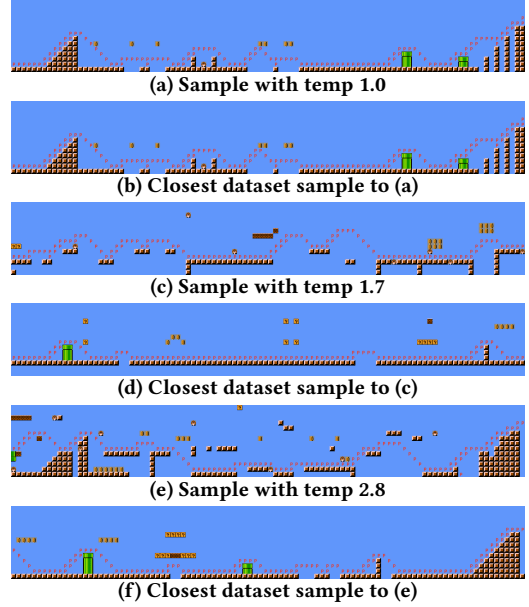 (a) Sample with temp 1.0
(b) Closest dataset sample to (a)
(c) Sample with temp 1.7
(d) Closest dataset sample to (c)
(e) Sample with temp 2.8
(f) Closest dataset sample to (e)